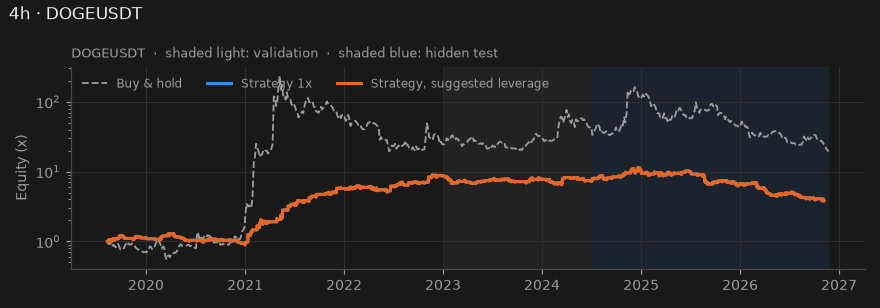 4h · DOGEUSDT
DOGEUSDT · shaded light: validation · shaded blue: hidden test
Buy & hold
Strategy 1x
Strategy, suggested leverage
Equity (x)
10²
10¹
10⁰
2020 2021 2022 2023 2024 2025 2026 2027